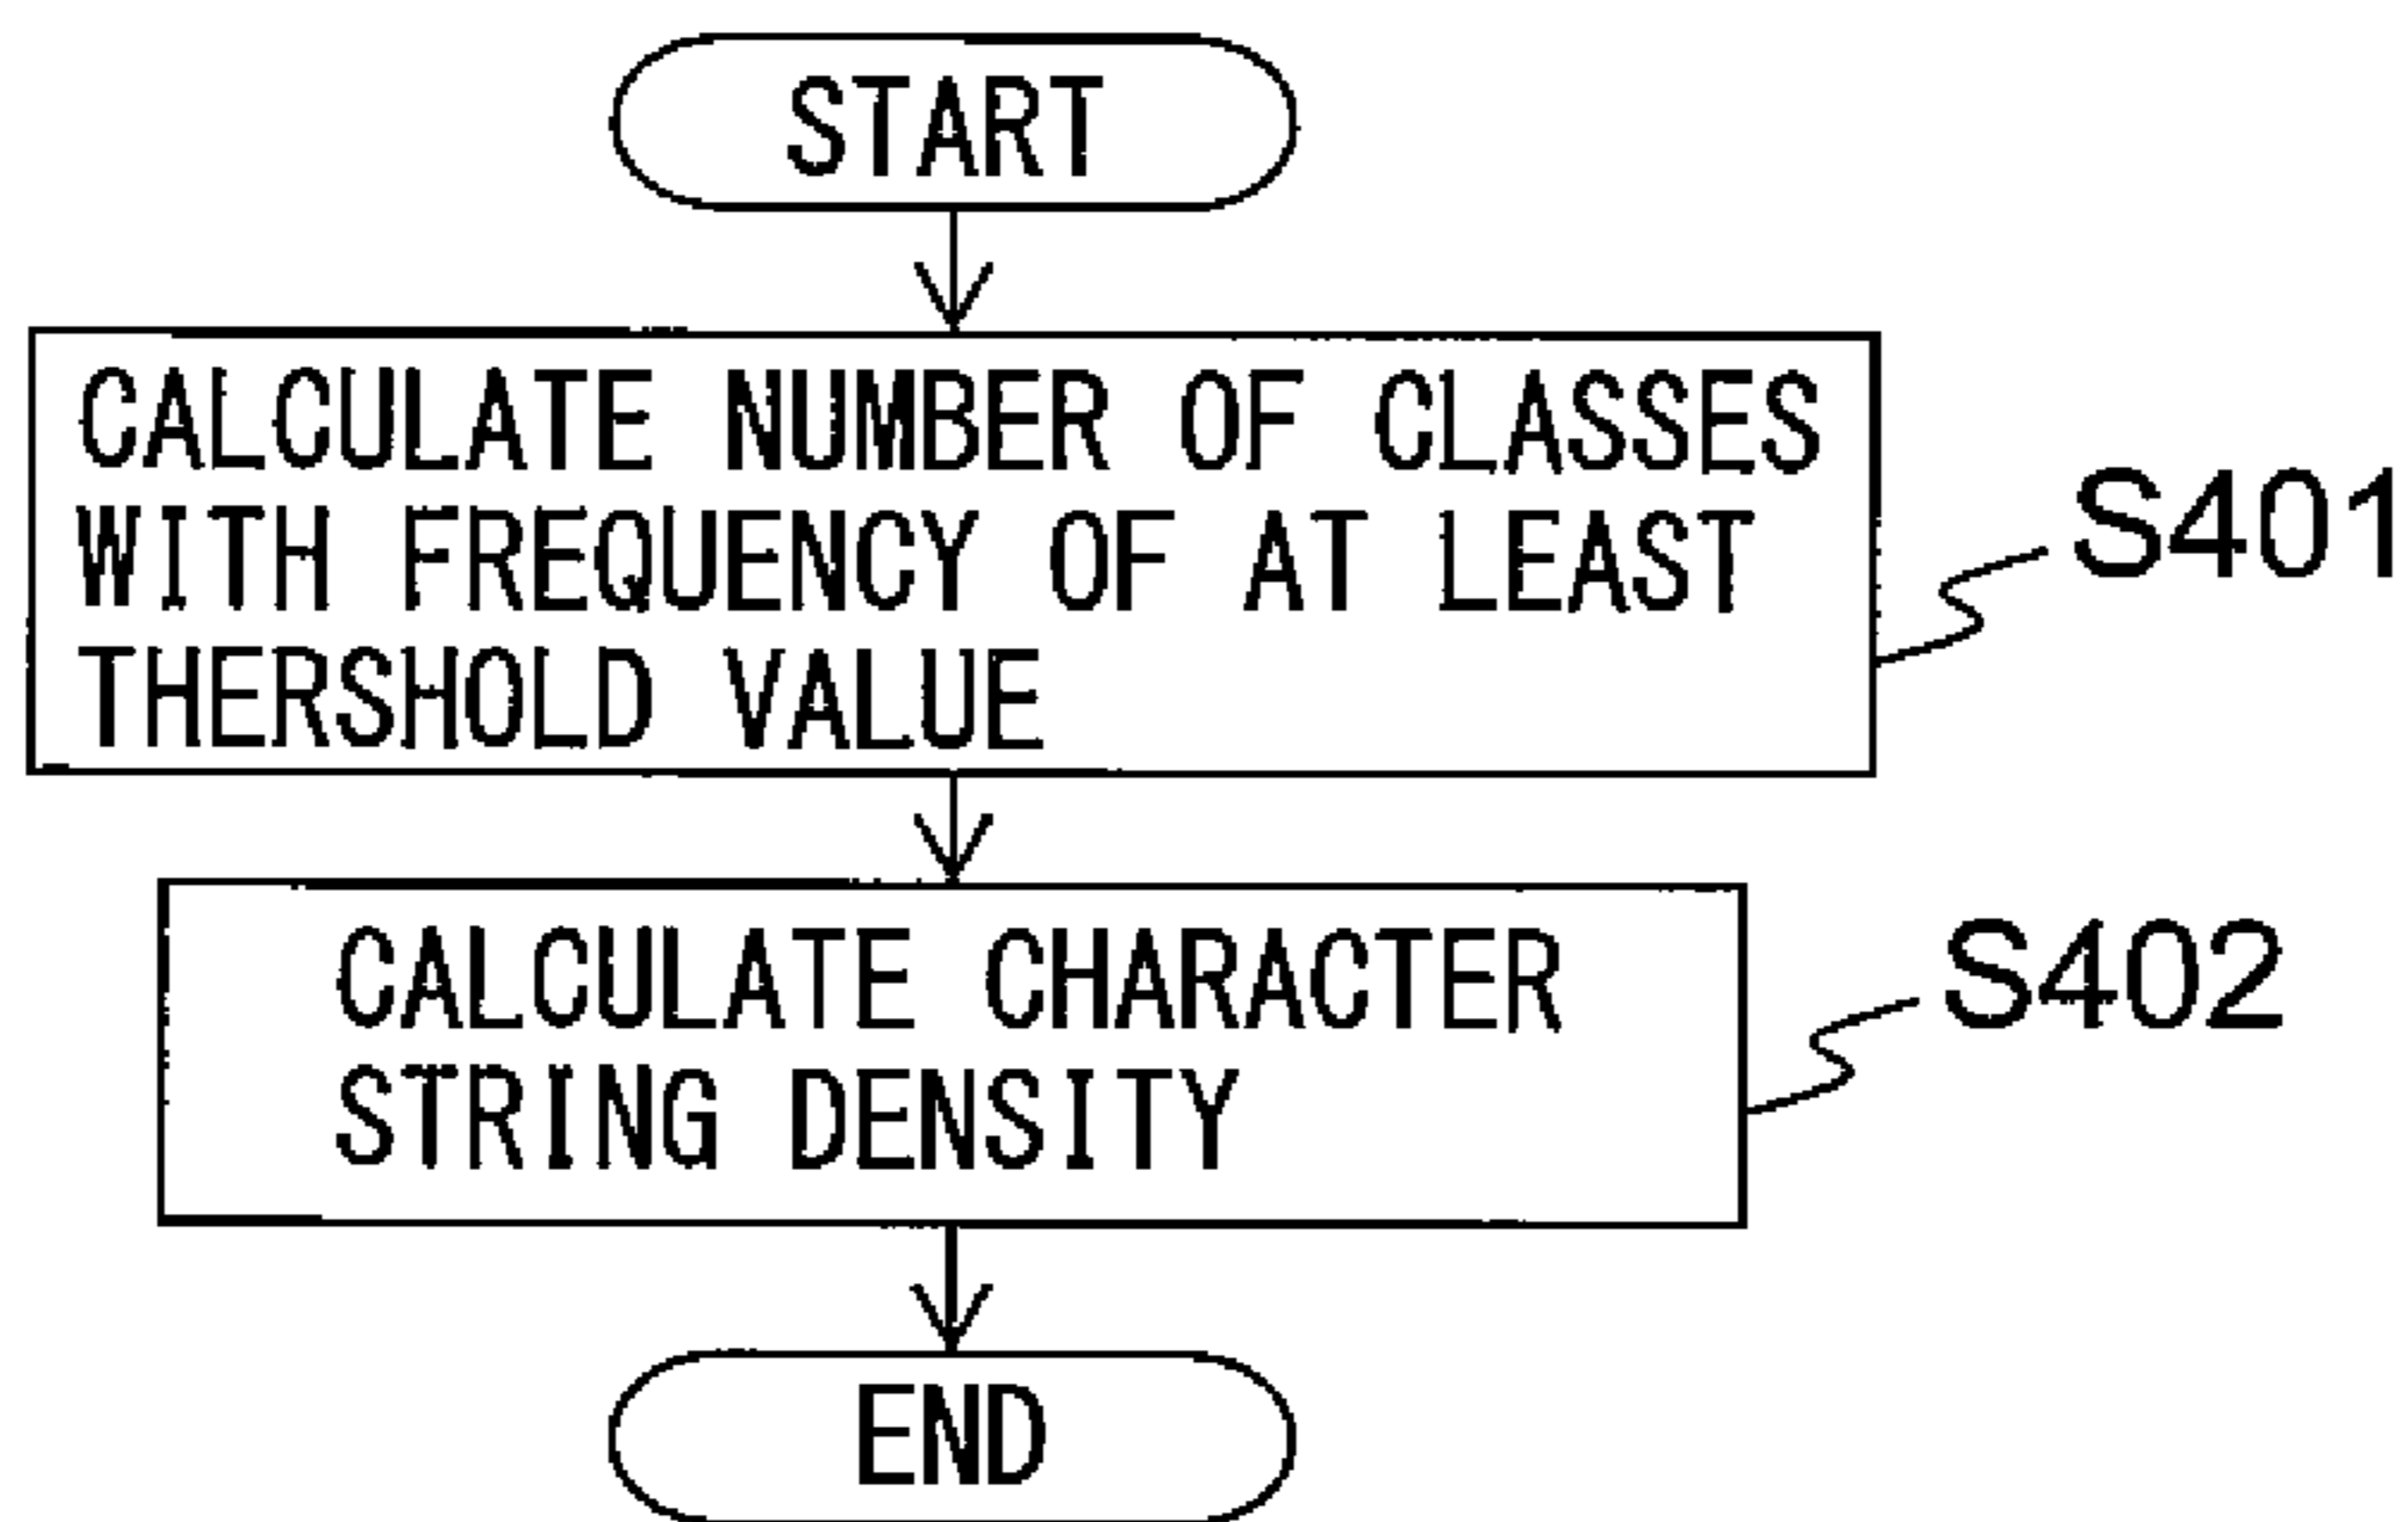 START
CALCULATE NUMBER OF CLASSES
WITH FREQUENCY OF AT LEAST
THERSHOLD VALUE
S401
CALCULATE CHARACTER
STRING DENSITY
S402
END